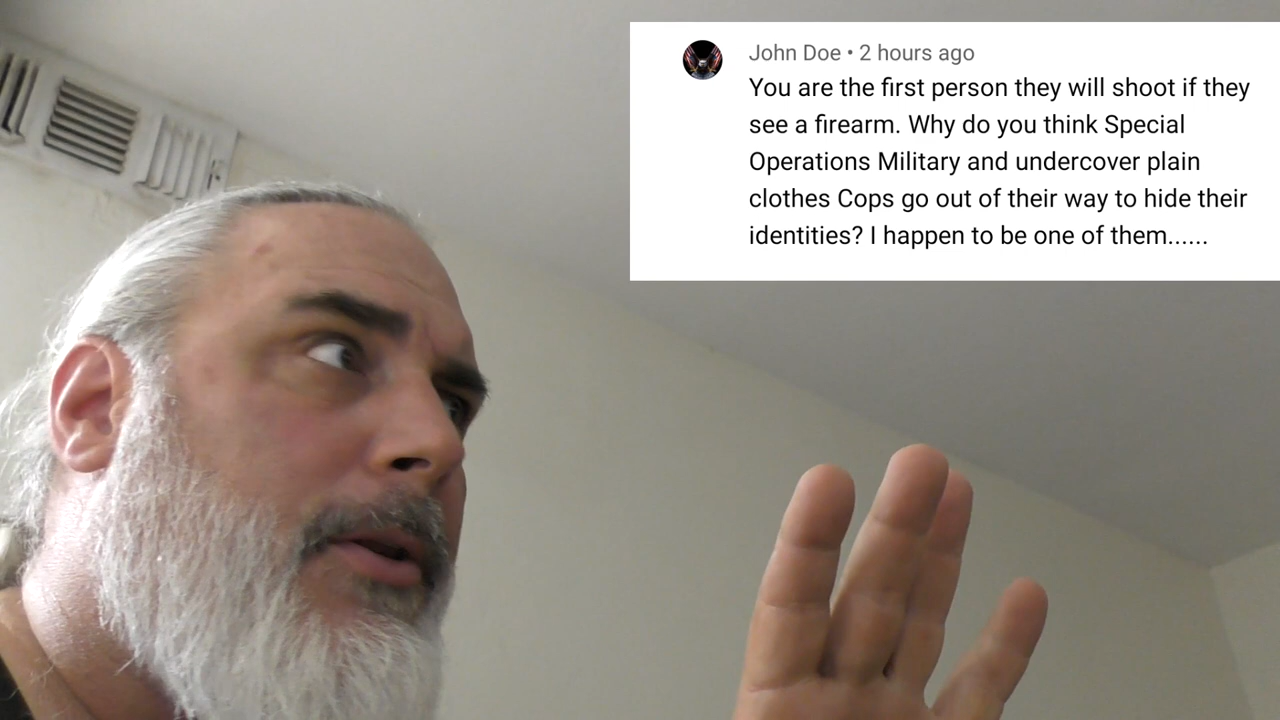 John Doe • 2 hours ago
You are the first person they will shoot if they
see a firearm. Why do you think Special
Operations Military and undercover plain
clothes Cops go out of their way to hide their
identities? I happen to be one of them......